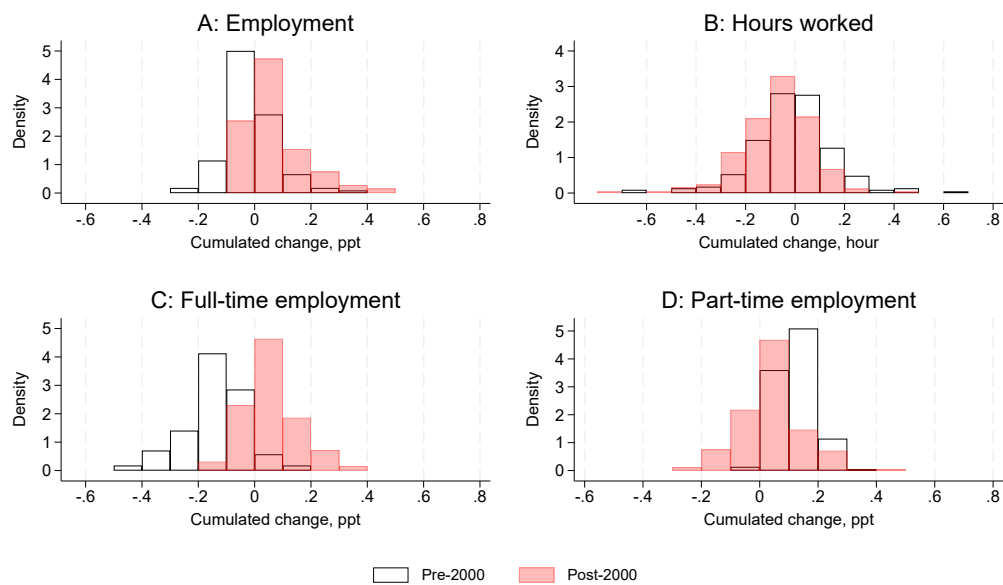 A: Employment
Density
5
4
3
2
1
0
-.6 -.4 -.2 0 .2 .4 .6 .8
Cumulated change, ppt
B: Hours worked
Density
4
3
2
1
0
-.6 -.4 -.2 0 .2 .4 .6 .8
Cumulated change, hour
C: Full-time employment
Density
5
4
3
2
1
0
-.6 -.4 -.2 0 .2 .4 .6 .8
Cumulated change, ppt
D: Part-time employment
Density
5
4
3
2
1
0
-.6 -.4 -.2 0 .2 .4 .6 .8
Cumulated change, ppt
Pre-2000 Post-2000